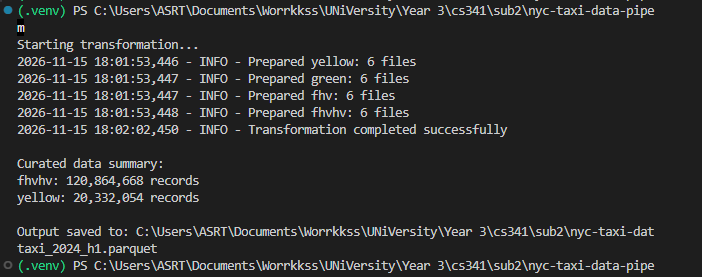 (.venv) PS C:\Users\ASRT\Documents\Worrkkss\UNiVersity\Year 3\cs341\sub2\nyc-taxi-data-pipe
m
Starting transformation...
2026-11-15 18:01:53,446 - INFO - Prepared yellow: 6 files
2026-11-15 18:01:53,447 - INFO - Prepared green: 6 files
2026-11-15 18:01:53,447 - INFO - Prepared fhv: 6 files
2026-11-15 18:01:53,448 - INFO - Prepared fhvhv: 6 files
2026-11-15 18:02:02,450 - INFO - Transformation completed successfully
Curated data summary:
fhvhv: 120,864,668 records
yellow: 20,332,054 records
Output saved to: C:\Users\ASRT\Documents\Worrkkss\UNiVersity\Year 3\cs341\sub2\nyc-taxi-dat
taxi_2024_h1.parquet
(.venv) PS C:\Users\ASRT\Documents\Worrkkss\UNiVersity\Year 3\cs341\sub2\nyc-taxi-data-pipe